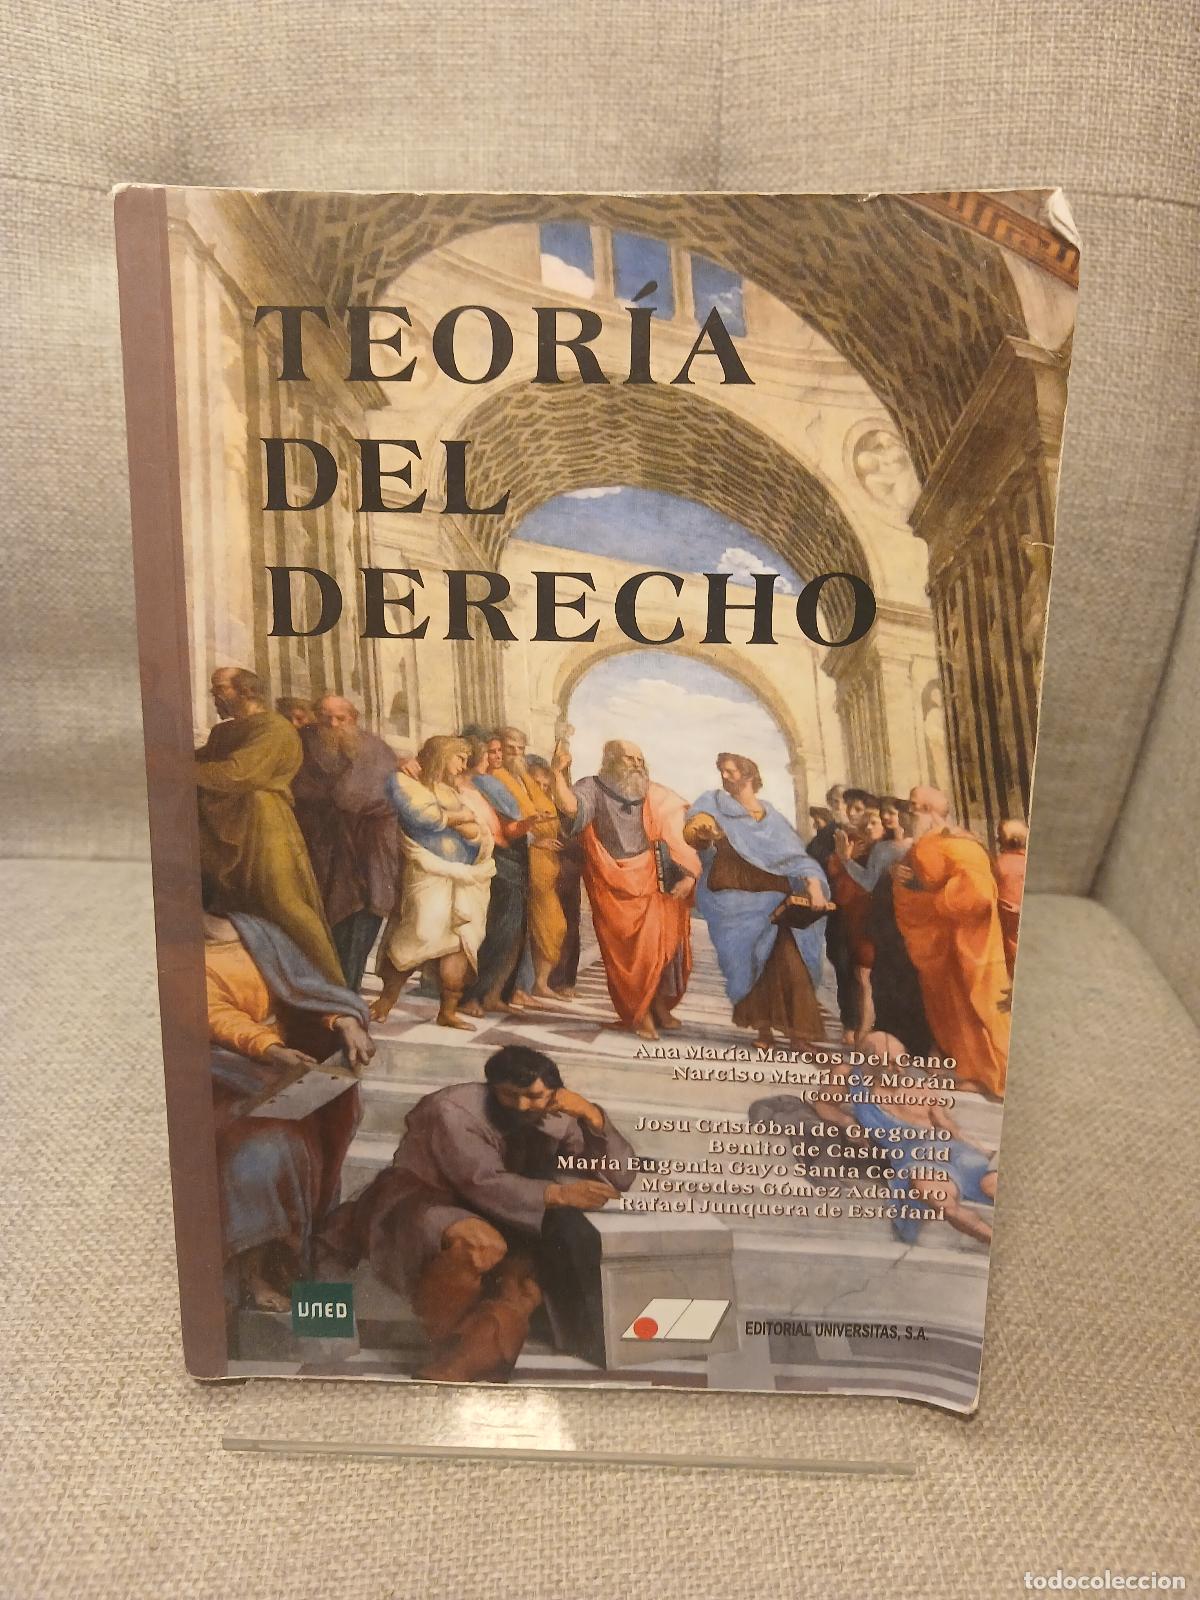 TEORÍA
DEL
DERECHO
Ana María Marcos Del Cano
Narciso Martínez Morán
(Coordinadores)
Josu Cristóbal de Gregorio
Benito de Castro Cid
María Eugenia Gayo Santa Cecilia
Mercedes Gómez Adanero
Rafael Junquera de Estéfani
UNED
EDITORIAL UNIVERSITAS, S.A.
todocoleccion